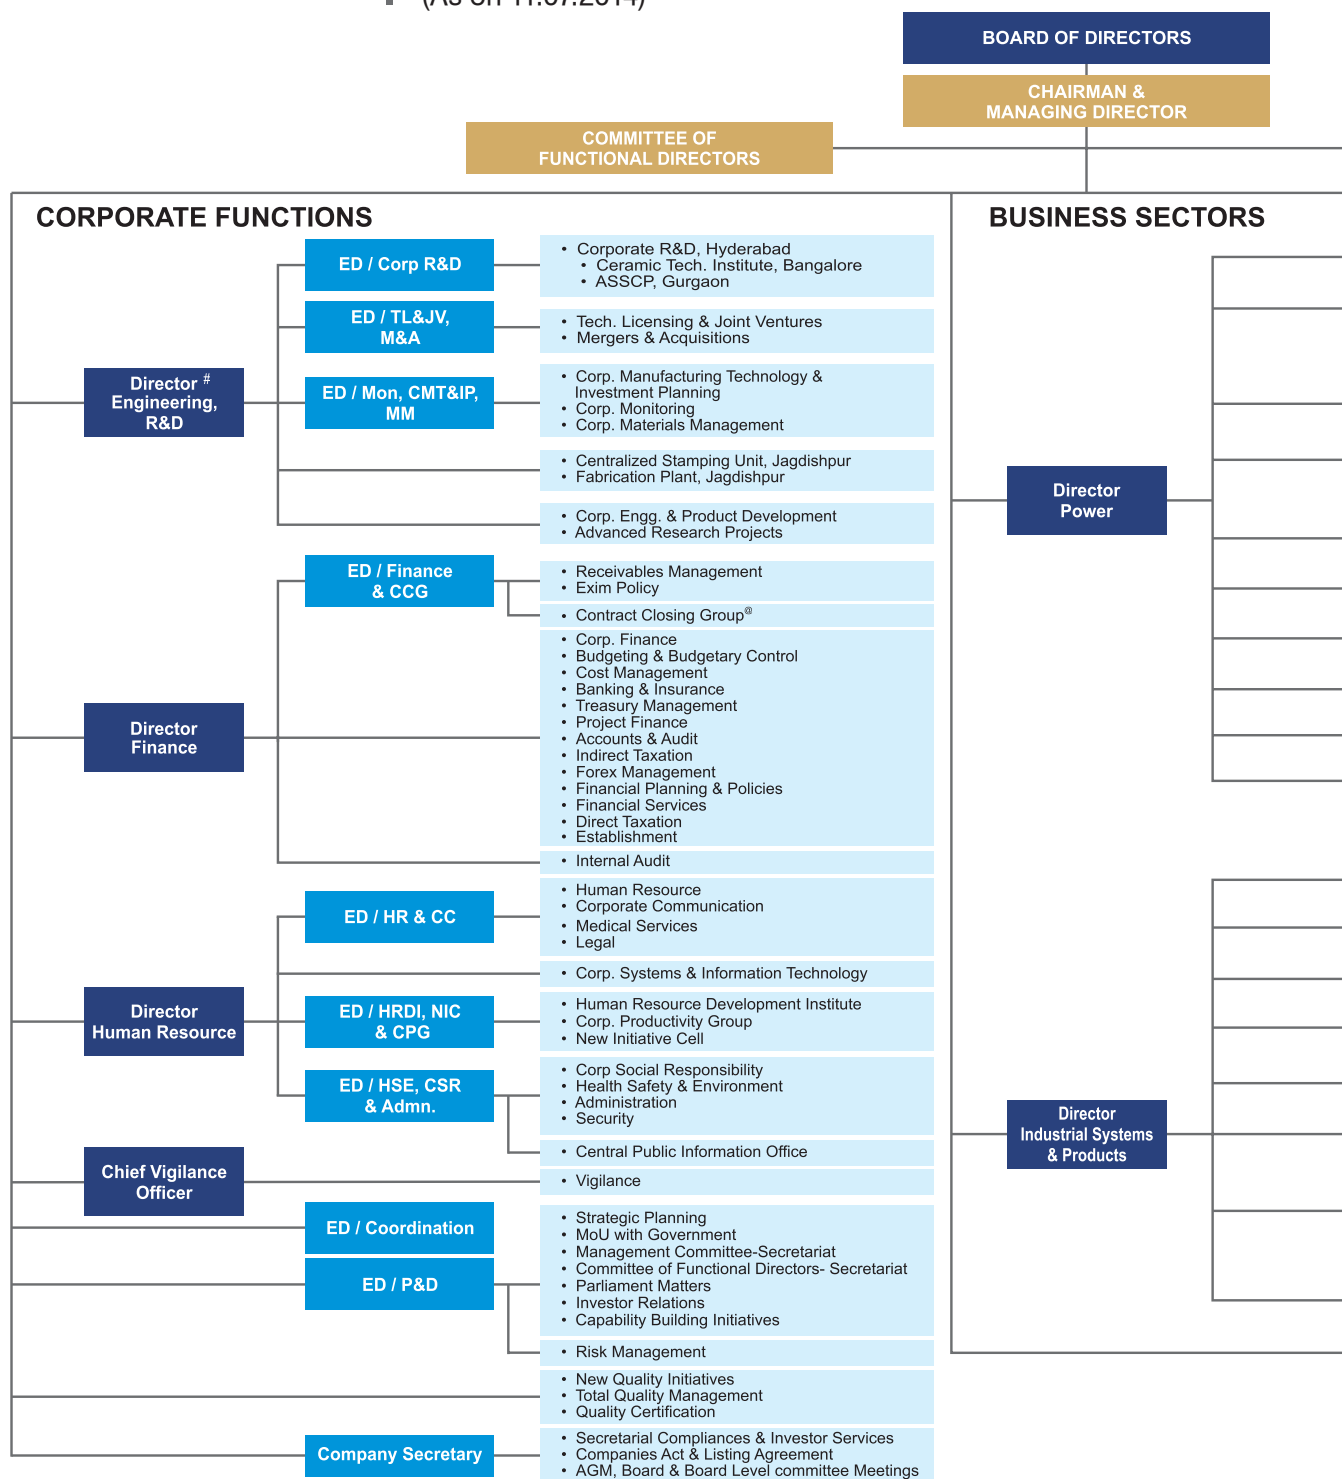 (As on 11.07.2014)
BOARD OF DIRECTORS
CHAIRMAN &
MANAGING DIRECTOR
COMMITTEE OF
FUNCTIONAL DIRECTORS
CORPORATE FUNCTIONS
BUSINESS SECTORS
Director #
Engineering,
R&D
ED / Corp R&D
• Corporate R&D, Hyderabad
• Ceramic Tech. Institute, Bangalore
• ASSCP, Gurgaon
ED / TL&JV,
M&A
• Tech. Licensing & Joint Ventures
• Mergers & Acquisitions
ED / Mon, CMT&IP,
MM
• Corp. Manufacturing Technology &
Investment Planning
• Corp. Monitoring
• Corp. Materials Management
• Centralized Stamping Unit, Jagdishpur
• Fabrication Plant, Jagdishpur
• Corp. Engg. & Product Development
• Advanced Research Projects
Director
Finance
ED / Finance
& CCG
• Receivables Management
• Exim Policy
• Contract Closing Group@
• Corp. Finance
• Budgeting & Budgetary Control
• Cost Management
• Banking & Insurance
• Treasury Management
• Project Finance
• Accounts & Audit
• Indirect Taxation
• Forex Management
• Financial Planning & Policies
• Financial Services
• Direct Taxation
• Establishment
• Internal Audit
Director
Human Resource
ED / HR & CC
• Human Resource
• Corporate Communication
• Medical Services
• Legal
• Corp. Systems & Information Technology
ED / HRDI, NIC
& CPG
• Human Resource Development Institute
• Corp. Productivity Group
• New Initiative Cell
ED / HSE, CSR
& Admn.
• Corp Social Responsibility
• Health Safety & Environment
• Administration
• Security
• Central Public Information Office
Chief Vigilance
Officer
• Vigilance
ED / Coordination
ED / P&D
• Strategic Planning
• MoU with Government
• Management Committee-Secretariat
• Committee of Functional Directors- Secretariat
• Parliament Matters
• Investor Relations
• Capability Building Initiatives
• Risk Management
• New Quality Initiatives
• Total Quality Management
• Quality Certification
Company Secretary
• Secretarial Compliances & Investor Services
• Companies Act & Listing Agreement
• AGM, Board & Board Level committee Meetings
Director
Power
Director
Industrial Systems
& Products